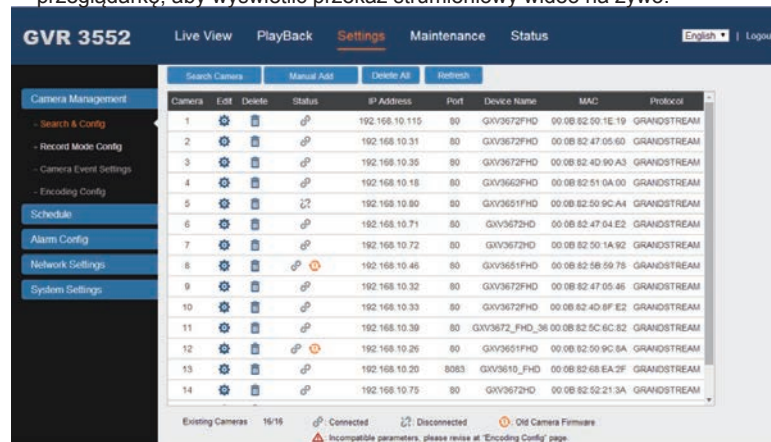 przeglądarkę, aby wyświetlić przekaz strumieniowy wideo na żywo.
GVR 3552 Live View PlayBack Settings Maintenance Status English | Logou
Search Camera Manual Add Delete All Refresh
Camera Management
- Search & Config
- Record Mode Config
- Camera Event Settings
- Encoding Config
Schedule
Alarm Config
Network Settings
System Settings
Camera Edit Delete Status IP Address Port Device Name MAC Protocol
1 192.168.10.115 80 GXV3672FHD 00:0B:82:50:1E:19 GRANDSTREAM
2 192.168.10.31 80 GXV3672FHD 00:0B:82:47:05:60 GRANDSTREAM
3 192.168.10.35 80 GXV3672FHD 00:0B:82:4D:90:A3 GRANDSTREAM
4 192.168.10.18 80 GXV3662FHD 00:0B:82:51:0A:00 GRANDSTREAM
5 192.168.10.80 80 GXV3651FHD 00:0B:82:50:9C:A4 GRANDSTREAM
6 192.168.10.71 80 GXV3672HD 00:0B:82:47:04:E2 GRANDSTREAM
7 192.168.10.72 80 GXV3672HD 00:0B:82:50:1A:92 GRANDSTREAM
8 192.168.10.46 80 GXV3651FHD 00:0B:82:5B:59:78 GRANDSTREAM
9 192.168.10.32 80 GXV3672FHD 00:0B:82:47:05:46 GRANDSTREAM
10 192.168.10.33 80 GXV3672FHD 00:0B:82:4D:8F:E2 GRANDSTREAM
11 192.168.10.39 80 GXV3672_FHD_36 00:0B:82:5C:6C:82 GRANDSTREAM
12 192.168.10.26 80 GXV3651FHD 00:0B:82:50:9C:8A GRANDSTREAM
13 192.168.10.20 8083 GXV3610_FHD 00:0B:82:68:EA:2F GRANDSTREAM
14 192.168.10.75 80 GXV3672HD 00:0B:82:52:21:3A GRANDSTREAM
Existing Cameras 16/16 : Connected : Disconnected : Old Camera Firmware
: Incompatible parameters, please revise at "Encoding Config" page.